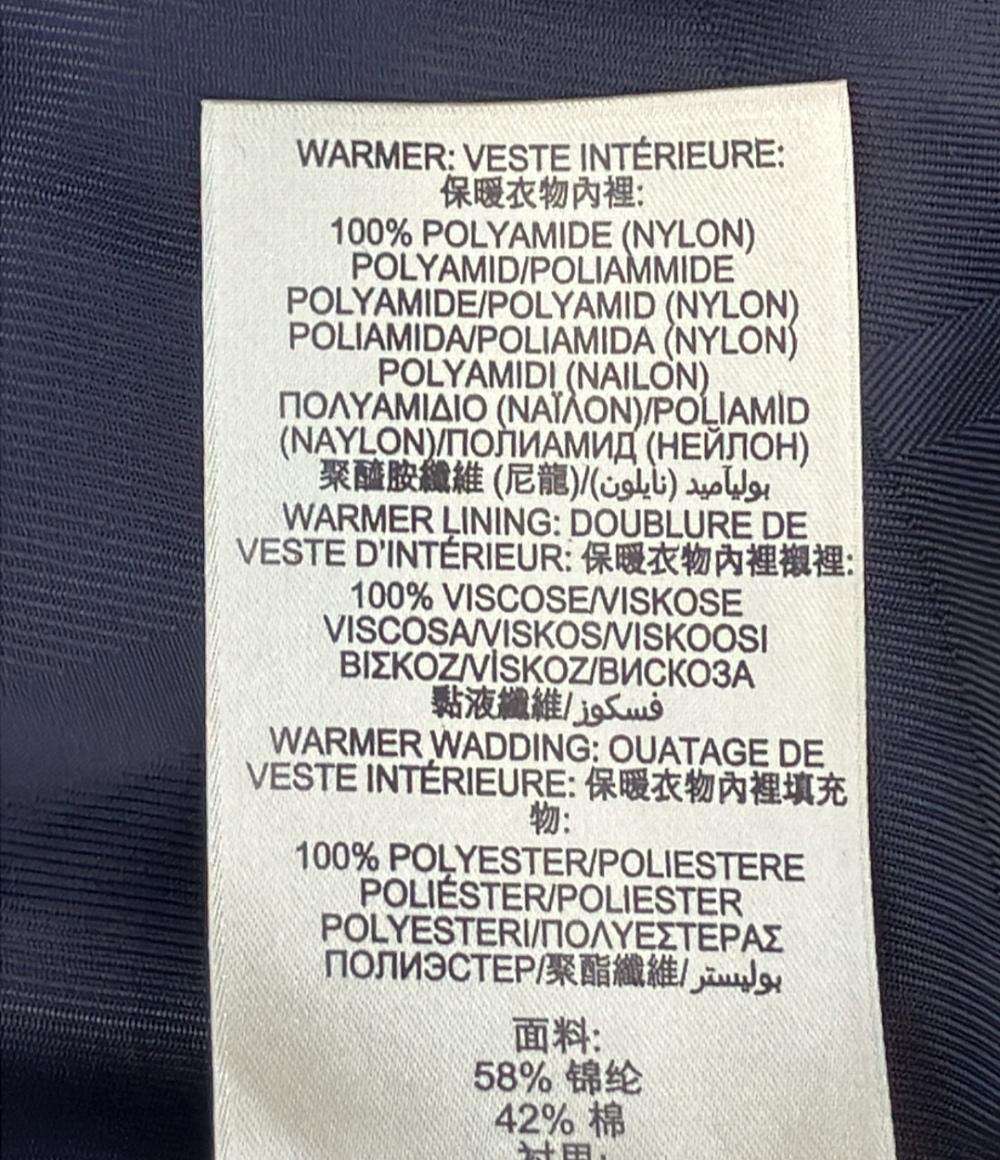 WARMER: VESTE INTÉRIEURE:
保暖衣物內裡:
100% POLYAMIDE (NYLON)
POLYAMID/POLIAMMIDE
POLYAMIDE/POLYAMID (NYLON)
POLIAMIDA/POLIAMIDA (NYLON)
POLYAMIDI (NAILON)
ΠΟΛΥΑΜΙΔΙΟ (ΝΑΪΛΟΝ)/POLİAMİD
(NAYLON)/ПОЛИАМИД (НЕЙЛОН)
聚醯胺纖維 (尼龍)/بولياميد (نايلون)
WARMER LINING: DOUBLURE DE
VESTE D'INTÉRIEUR: 保暖衣物內裡襯裡:
100% VISCOSE/VISKOSE
VISCOSA/VISKOS/VISKOOSI
ΒΙΣΚΟΖ/VİSKOZ/ВИСКОЗА
黏液纖維/فسكوز
WARMER WADDING: OUATAGE DE
VESTE INTÉRIEURE: 保暖衣物內裡填充
物:
100% POLYESTER/POLIESTERE
POLIÉSTER/POLIESTER
POLYESTERI/ΠΟΛΥΕΣΤΕΡΑΣ
ПОЛИЭСТЕР/聚酯纖維/بوليستر
面料:
58% 锦纶
42% 棉